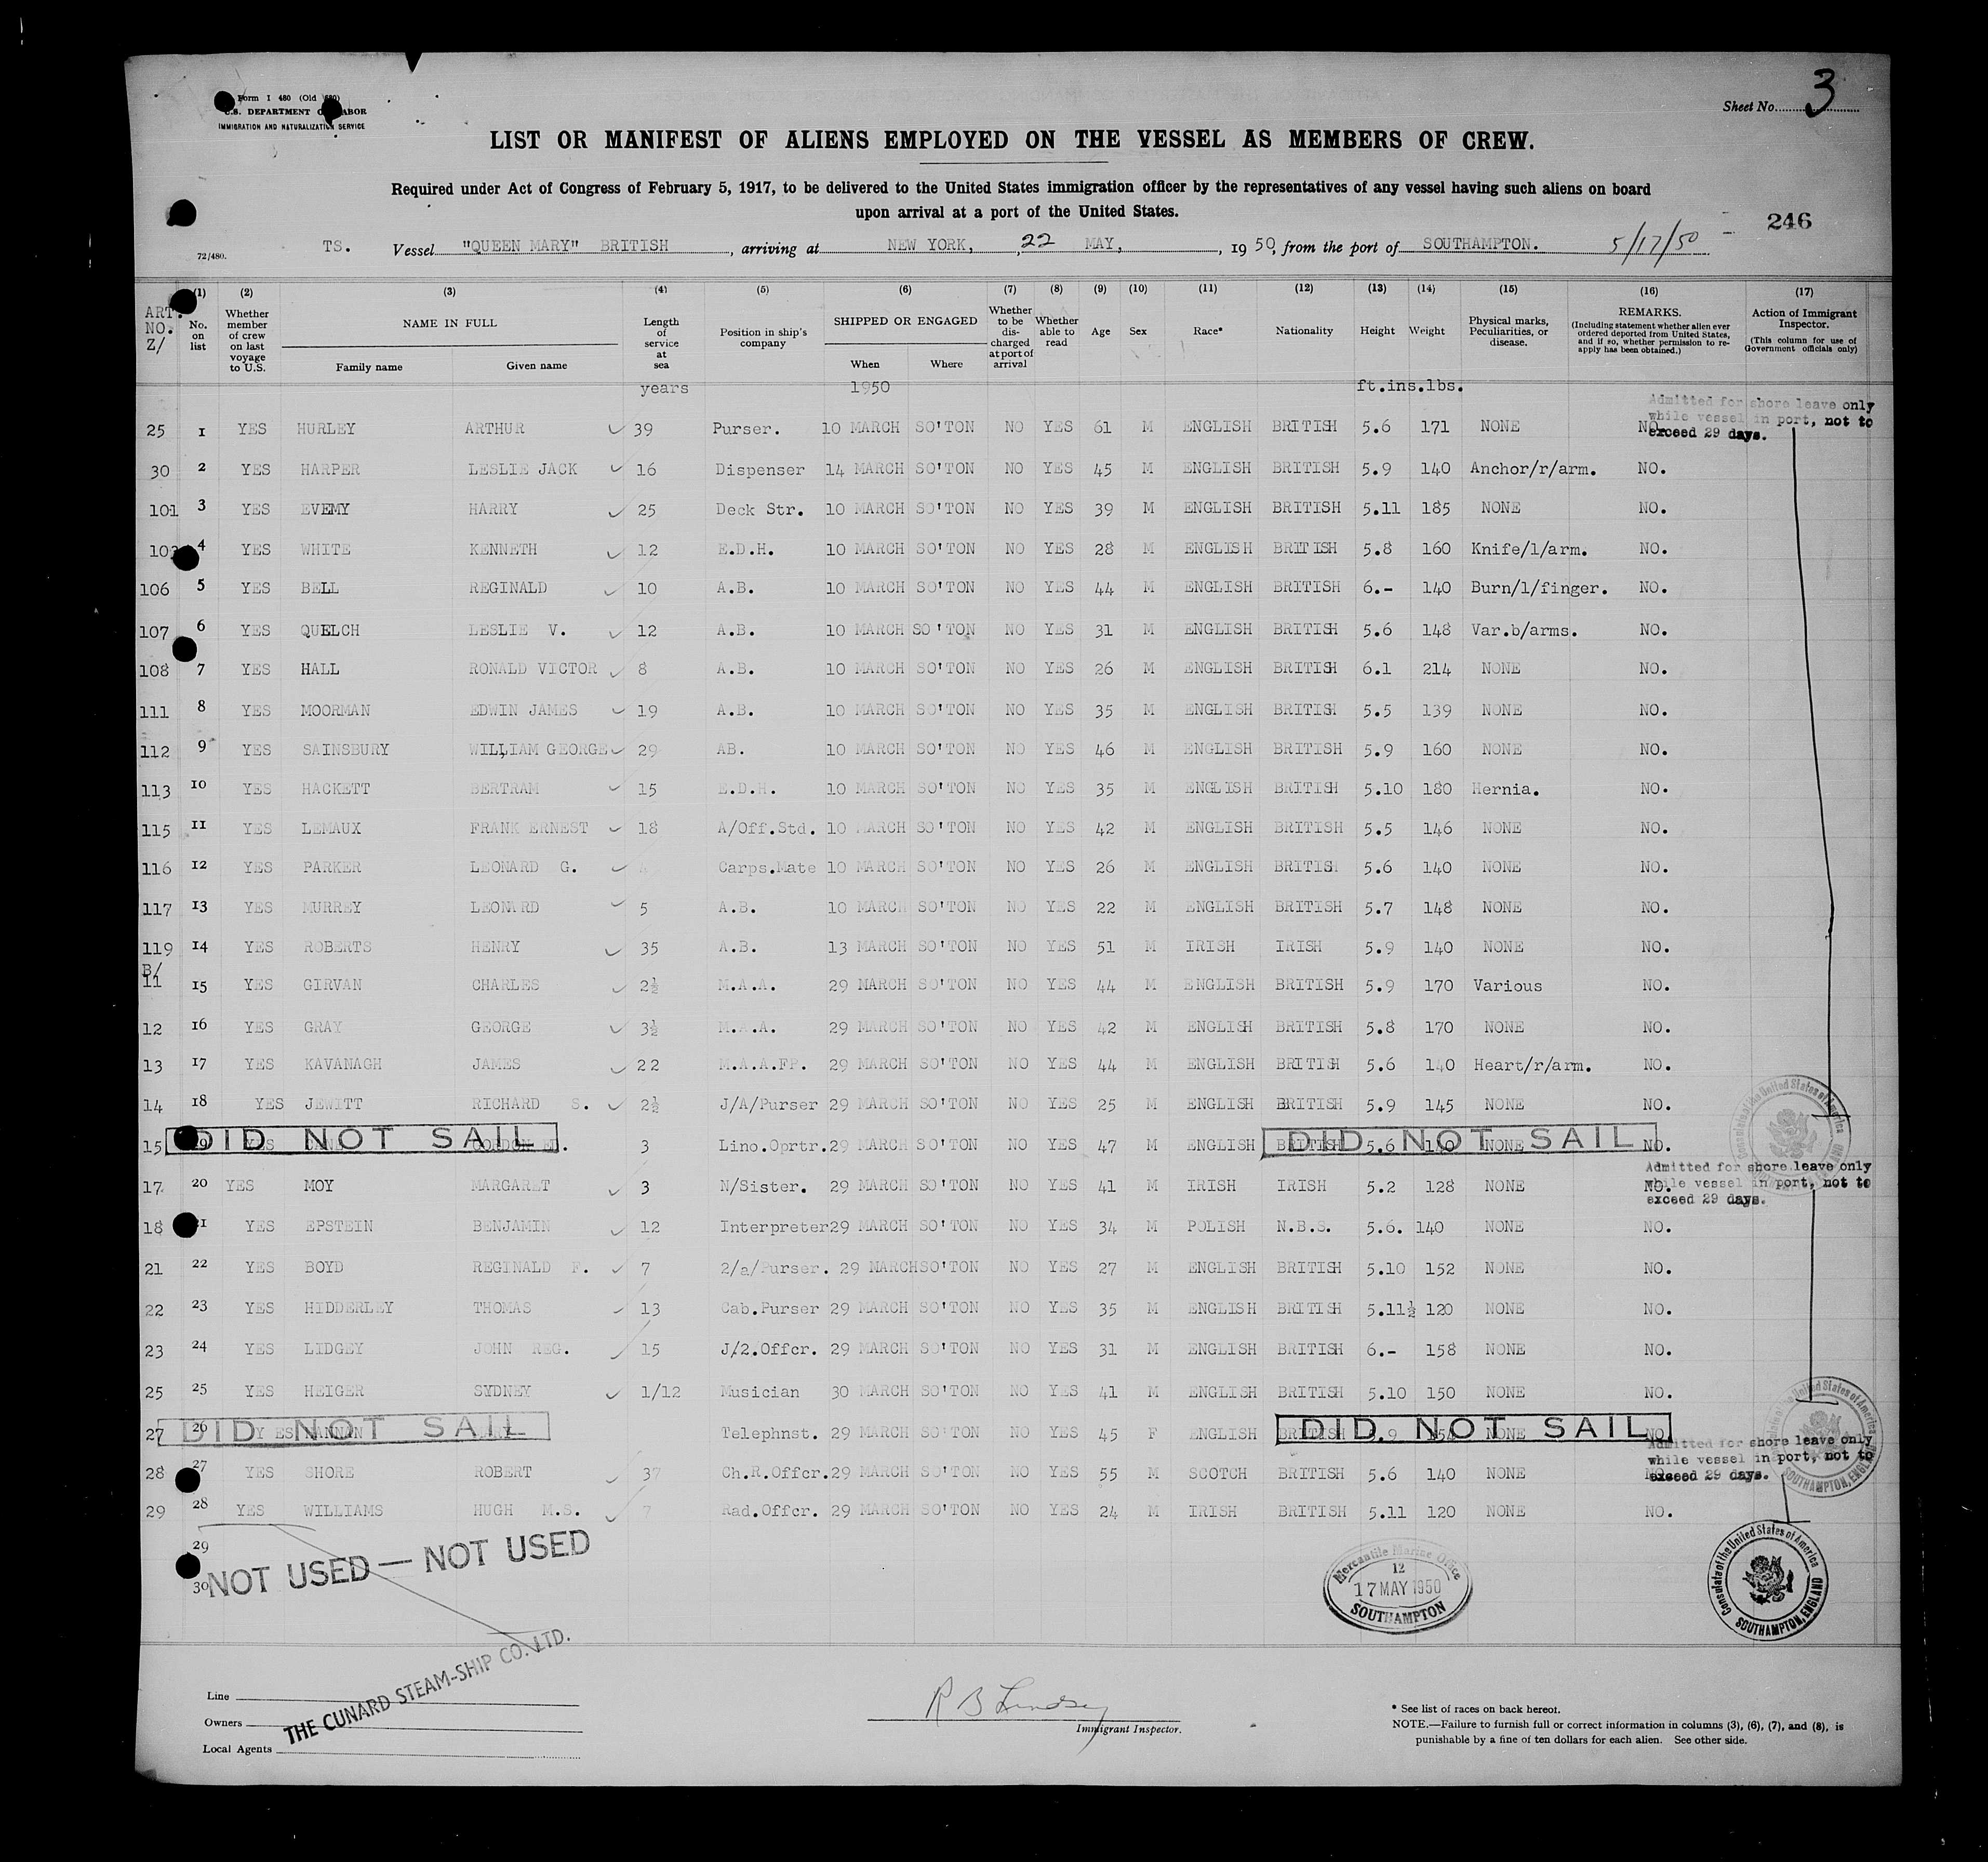 Form I 480 (Old 680)
U.S. DEPARTMENT OF LABOR
IMMIGRATION AND NATURALIZATION SERVICE
Sheet No. 3
LIST OR MANIFEST OF ALIENS EMPLOYED ON THE VESSEL AS MEMBERS OF CREW.
Required under Act of Congress of February 5, 1917, to be delivered to the United States immigration officer by the representatives of any vessel having such aliens on board
upon arrival at a port of the United States.
246
TS. Vessel "QUEEN MARY" BRITISH, arriving at NEW YORK, 22 MAY, 1950, from the port of SOUTHAMPTON. 5/17/50
72/480.
(1) (2) (3) (4) (5) (6) (7) (8) (9) (10) (11) (12) (13) (14) (15) (16) (17)
ART. NO. Z/ No. on list Whether member of crew on last voyage to U.S. NAME IN FULL Family name Given name Length of service at sea Position in ship's company SHIPPED OR ENGAGED When Where Whether to be discharged at port of arrival Whether able to read Age Sex Race* Nationality Height Weight Physical marks, Peculiarities, or disease. REMARKS. (Including statement whether alien ever ordered deported from United States, and if so, whether permission to re-apply has been obtained.) Action of Immigrant Inspector. (This column for use of Government officials only)
years 1950 ft.ins.lbs.
Admitted for shore leave only
while vessel in port, not to
exceed 29 days.
25 1 YES HURLEY ARTHUR 39 Purser. 10 MARCH SO'TON NO YES 61 M ENGLISH BRITISH 5.6 171 NONE NO.
30 2 YES HARPER LESLIE JACK 16 Dispenser 14 MARCH SO'TON NO YES 45 M ENGLISH BRITISH 5.9 140 Anchor/r/arm. NO.
101 3 YES EVEMY HARRY 25 Deck Str. 10 MARCH SO'TON NO YES 39 M ENGLISH BRITISH 5.11 185 NONE NO.
4 YES WHITE KENNETH 12 E.D.H. 10 MARCH SO'TON NO YES 28 M ENGLISH BRITISH 5.8 160 Knife/l/arm. NO.
106 5 YES BELL REGINALD 10 A.B. 10 MARCH SO'TON NO YES 44 M ENGLISH BRITISH 6.- 140 Burn/l/finger. NO.
107 6 YES QUELCH LESLIE V. 12 A.B. 10 MARCH SO'TON NO YES 31 M ENGLISH BRITISH 5.6 148 Var.b/arms. NO.
108 7 YES HALL RONALD VICTOR 8 A.B. 10 MARCH SO'TON NO YES 26 M ENGLISH BRITISH 6.1 214 NONE NO.
111 8 YES MOORMAN EDWIN JAMES 19 A.B. 10 MARCH SO'TON NO YES 35 M ENGLISH BRITISH 5.5 139 NONE NO.
112 9 YES SAINSBURY WILLIAM GEORGE 29 AB. 10 MARCH SO'TON NO YES 46 M ENGLISH BRITISH 5.9 160 NONE NO.
113 10 YES HACKETT BERTRAM 15 E.D.H. 10 MARCH SO'TON NO YES 35 M ENGLISH BRITISH 5.10 180 Hernia. NO.
115 11 YES LEMAUX FRANK ERNEST 18 A/Off.Std. 10 MARCH SO'TON NO YES 42 M ENGLISH BRITISH 5.5 146 NONE NO.
116 12 YES PARKER LEONARD G. Carps.Mate 10 MARCH SO'TON NO YES 26 M ENGLISH BRITISH 5.6 140 NONE NO.
117 13 YES MURREY LEONARD 5 A.B. 10 MARCH SO'TON NO YES 22 M ENGLISH BRITISH 5.7 148 NONE NO.
119 14 YES ROBERTS HENRY 35 A.B. 13 MARCH SO'TON NO YES 51 M IRISH IRISH 5.9 140 NONE NO.
B/
11 15 YES GIRVAN CHARLES 2½ M.A.A. 29 MARCH SO'TON NO YES 44 M ENGLISH BRITISH 5.9 170 Various NO.
12 16 YES GRAY GEORGE 3½ M.A.A. 29 MARCH SO'TON NO YES 42 M ENGLISH BRITISH 5.8 170 NONE NO.
13 17 YES KAVANAGH JAMES 22 M.A.A.FP. 29 MARCH SO'TON NO YES 44 M ENGLISH BRITISH 5.6 140 Heart/r/arm. NO.
14 18 YES JEWITT RICHARD S. 2½ J/A/Purser 29 MARCH SO'TON NO YES 25 M ENGLISH BRITISH 5.9 145 NONE NO.
15 19 YES DID NOT SAIL 3 Lino.Oprtr. 29 MARCH SO'TON NO YES 47 M ENGLISH BRITISH 5.6 140 NONE NO. DID NOT SAIL
Admitted for shore leave only
while vessel in port, not to
exceed 29 days.
17 20 YES MOY MARGARET 3 N/Sister. 29 MARCH SO'TON NO YES 41 M IRISH IRISH 5.2 128 NONE NO.
18 21 YES EPSTEIN BENJAMIN 12 Interpreter 29 MARCH SO'TON NO YES 34 M POLISH N.B.S. 5.6. 140 NONE NO.
21 22 YES BOYD REGINALD F. 7 2/a/Purser. 29 MARCH SO'TON NO YES 27 M ENGLISH BRITISH 5.10 152 NONE NO.
22 23 YES HIDDERLEY THOMAS 13 Cab.Purser 29 MARCH SO'TON NO YES 35 M ENGLISH BRITISH 5.11½ 120 NONE NO.
23 24 YES LIDGEY JOHN REG. 15 J/2.Offcr. 29 MARCH SO'TON NO YES 31 M ENGLISH BRITISH 6.- 158 NONE NO.
25 25 YES HEIGER SYDNEY 1/12 Musician 30 MARCH SO'TON NO YES 41 M ENGLISH BRITISH 5.10 150 NONE NO.
27 26 YES DID NOT SAIL Telephnst. 29 MARCH SO'TON NO YES 45 F ENGLISH BRITISH NONE NO. DID NOT SAIL
Admitted for shore leave only
while vessel in port, not to
exceed 29 days.
28 27 YES SHORE ROBERT 37 Ch.R.Offcr. 29 MARCH SO'TON NO YES 55 M SCOTCH BRITISH 5.6 140 NONE
29 28 YES WILLIAMS HUGH M.S. 7 Rad.Offcr. 29 MARCH SO'TON NO YES 24 M IRISH BRITISH 5.11 120 NONE NO.
29
30
NOT USED — NOT USED
Mercantile Marine Office
12
17 MAY 1950
SOUTHAMPTON
Consulate of the United States of America
SOUTHAMPTON, ENGLAND
Line
Owners
Local Agents
THE CUNARD STEAM-SHIP CO. LTD.
R B Lindsey
Immigrant Inspector.
* See list of races on back hereof.
NOTE.—Failure to furnish full or correct information in columns (3), (6), (7), and (8), is
punishable by a fine of ten dollars for each alien. See other side.